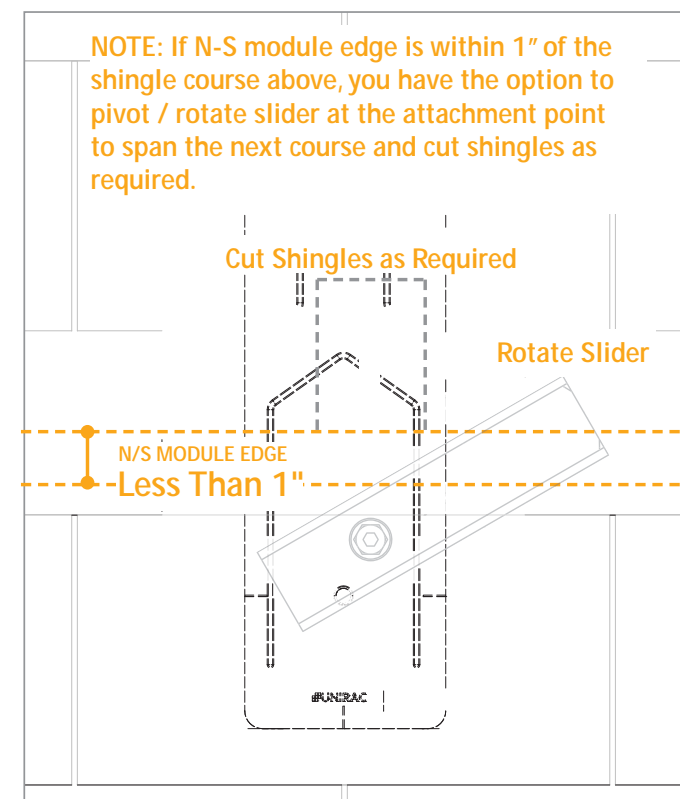 NOTE: If N-S module edge is within 1" of the
shingle course above, you have the option to
pivot / rotate slider at the attachment point
to span the next course and cut shingles as
required.
Cut Shingles as Required
Rotate Slider
N/S MODULE EDGE
Less Than 1"
#UNIRAC